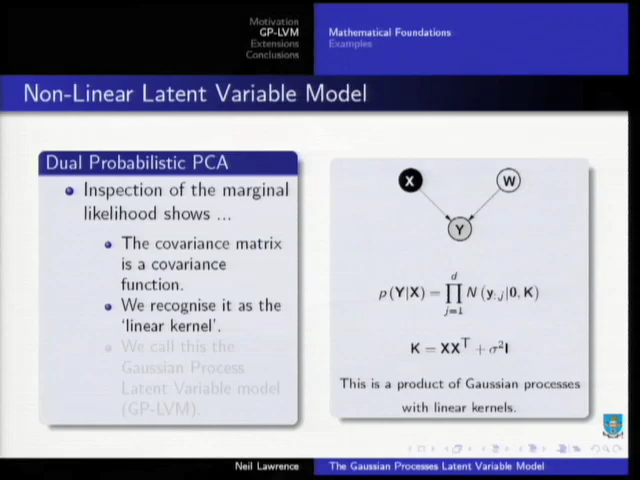 Motivation
GP-LVM
Extensions
Conclusions
Mathematical Foundations
Examples
Non-Linear Latent Variable Model
Dual Probabilistic PCA
Inspection of the marginal
likelihood shows ...
The covariance matrix
is a covariance
function.
We recognise it as the
‘linear kernel’.
We call this the
Gaussian Process
Latent Variable model
(GP-LVM).
X
W
Y
p (Y|X) = ∏_{j=1}^{d} N (y_{:,j}|0, K)
K = XX^T + σ²I
This is a product of Gaussian processes
with linear kernels.
Neil Lawrence
The Gaussian Processes Latent Variable Model